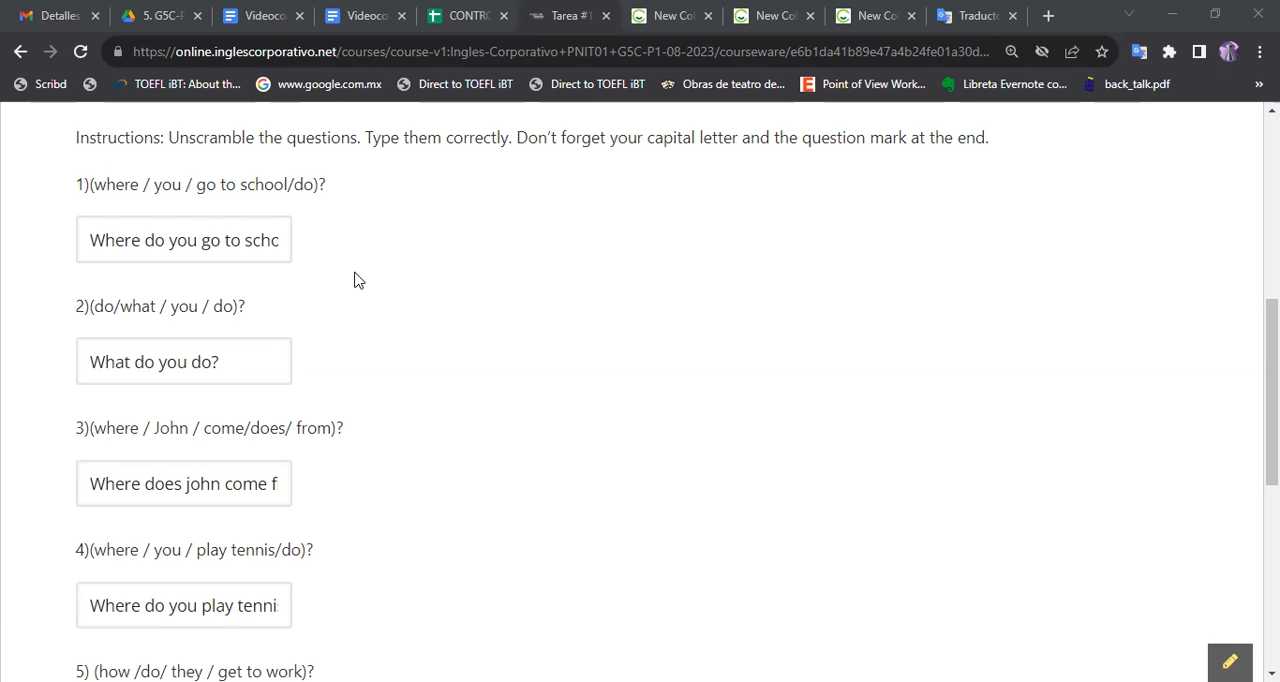 Detalles
5. G5C-F
Videoco
Videoco
CONTRC
Tarea #1
New Col
New Col
New Col
Traducto
https://online.inglescorporativo.net/courses/course-v1:Ingles-Corporativo+PNIT01+G5C-P1-08-2023/courseware/e6b1da41b89e47a4b24fe01a30d...
Scribd
TOEFL iBT: About th...
www.google.com.mx
Direct to TOEFL iBT
Direct to TOEFL iBT
Obras de teatro de...
Point of View Work...
Libreta Evernote co...
back_talk.pdf
»
Instructions: Unscramble the questions. Type them correctly. Don't forget your capital letter and the question mark at the end.
1)(where / you / go to school/do)?
Where do you go to scho
2)(do/what / you / do)?
What do you do?
3)(where / John / come/does/ from)?
Where does john come f
4)(where / you / play tennis/do)?
Where do you play tenni
5) (how /do/ they / get to work)?